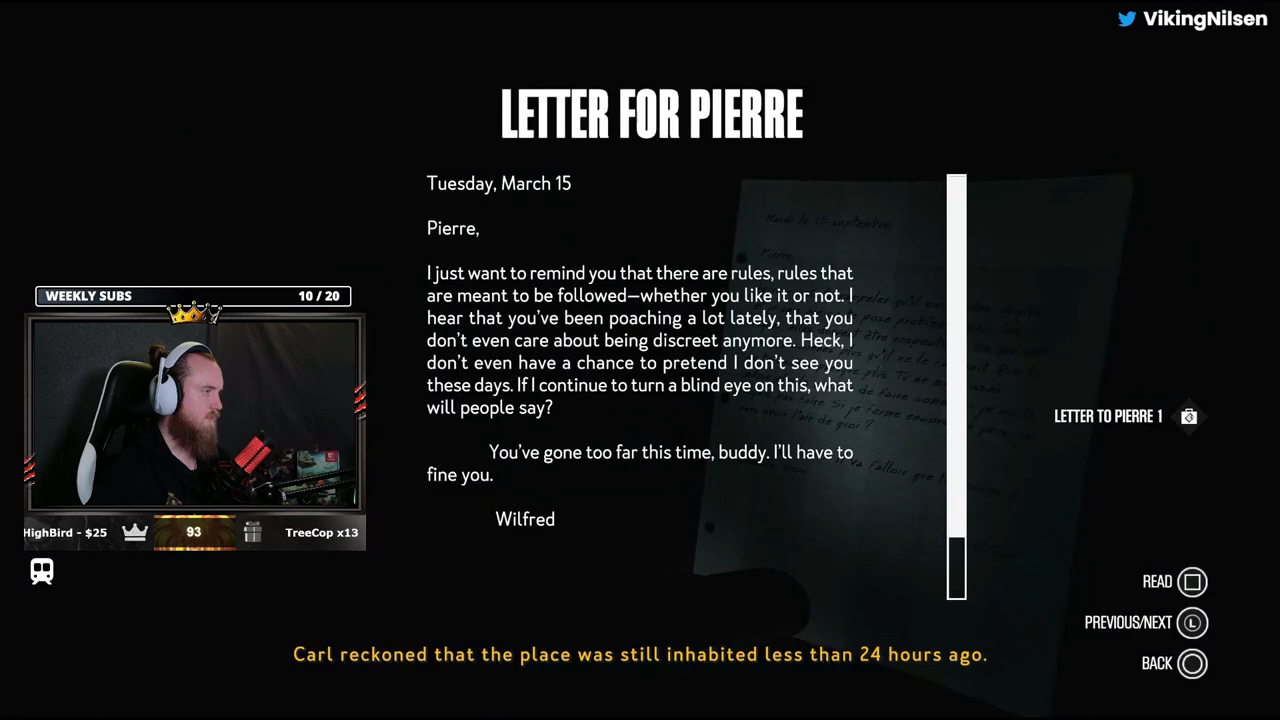 VikingNilsen
LETTER FOR PIERRE
Tuesday, March 15
Pierre,
I just want to remind you that there are rules, rules that
are meant to be followed—whether you like it or not. I
hear that you've been poaching a lot lately, that you
don't even care about being discreet anymore. Heck, I
don't even have a chance to pretend I don't see you
these days. If I continue to turn a blind eye on this, what
will people say?
You've gone too far this time, buddy. I'll have to
fine you.
Wilfred
Mardi le 15 septembre
Pierre
WEEKLY SUBS 10 / 20
HighBird - $25 93 TreeCop x13
LETTER TO PIERRE 1
READ
PREVIOUS/NEXT L
BACK
Carl reckoned that the place was still inhabited less than 24 hours ago.